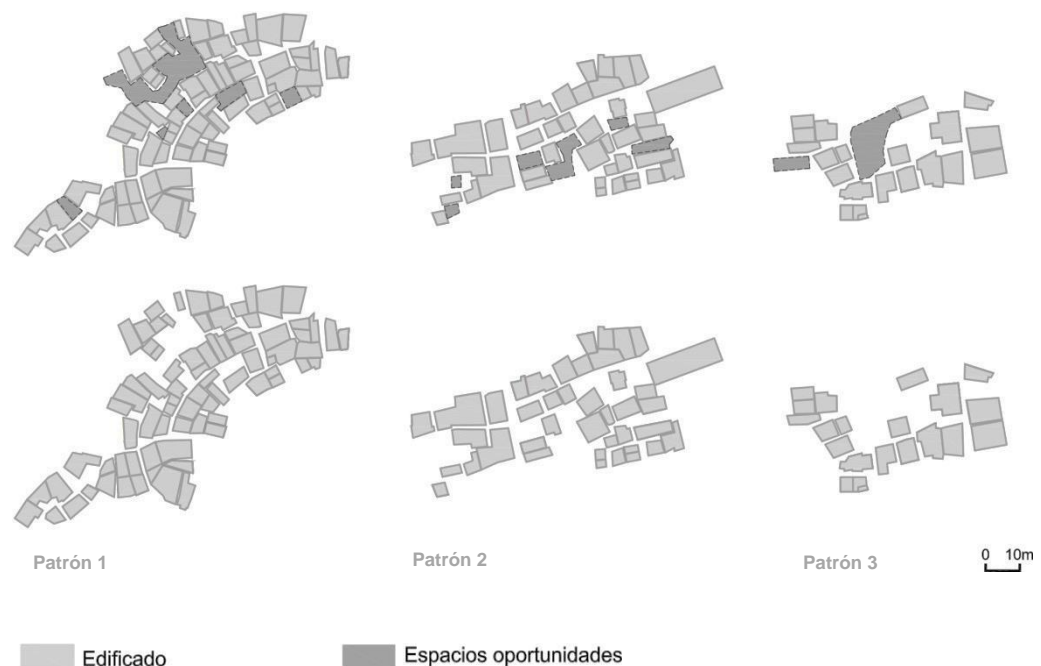 Patrón 1
Patrón 2
Patrón 3
0 10m
Edificado
Espacios oportunidades